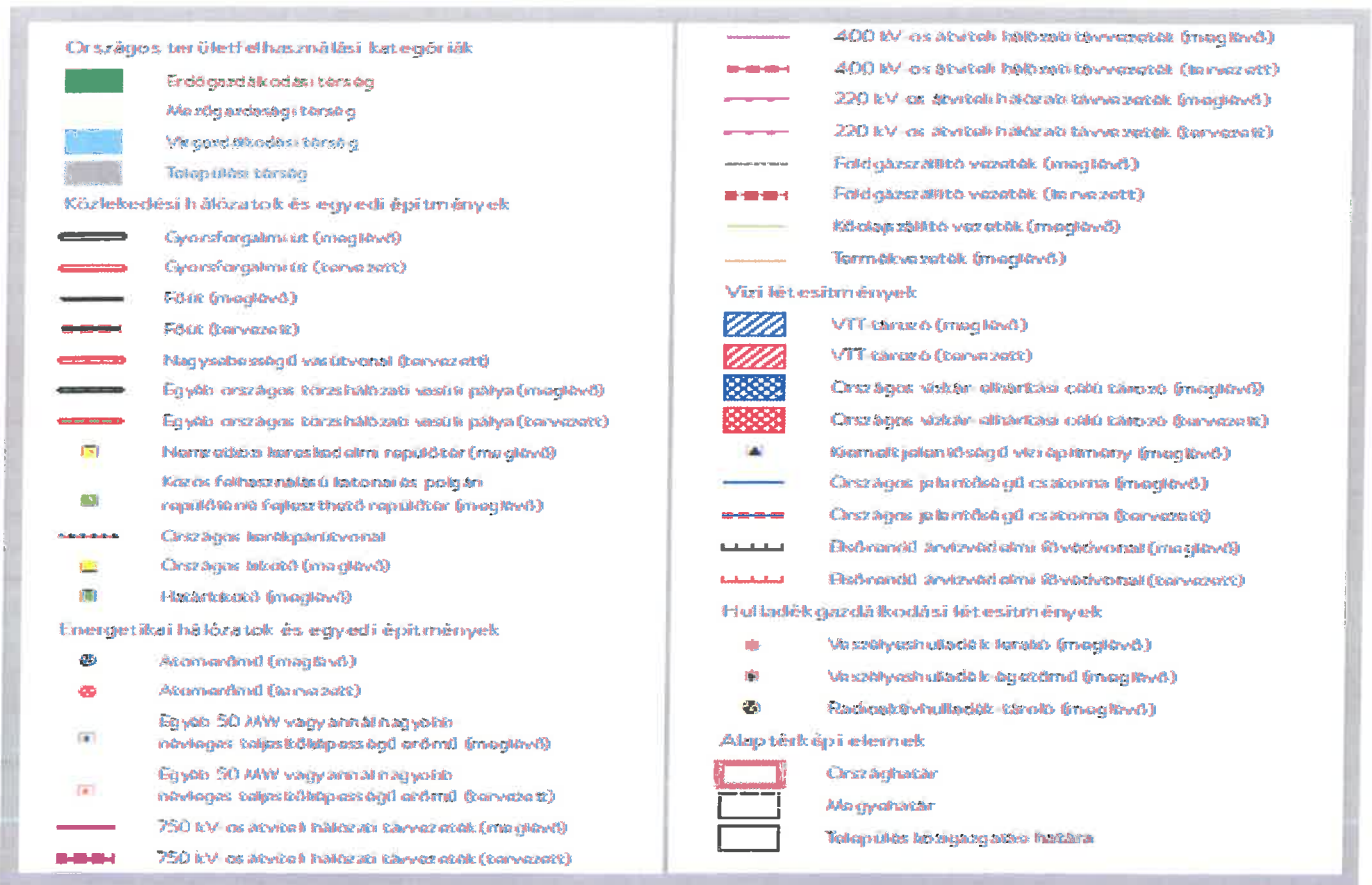 Országos területfelhasználási kategóriák
Erdőgazdálkodási térség
Mezőgazdasági térség
Vízgazdálkodási térség
Települési térség
Közlekedési hálózatok és egyedi építmények
Gyorsforgalmi út (meglévő)
Gyorsforgalmi út (tervezett)
Főút (meglévő)
Főút (tervezett)
Nagysebességű vasútvonal (tervezett)
Egyéb országos törzshálózati vasúti pálya (meglévő)
Egyéb országos törzshálózati vasúti pálya (tervezett)
Nemzetközi kereskedelmi repülőtér (meglévő)
Közös felhasználású katonai és polgári
repülőtérré fejleszthető repülőtér (meglévő)
Országos kerékpárútvonal
Országos kikötő (meglévő)
Határkikötő (meglévő)
Energetikai hálózatok és egyedi építmények
Atomerőmű (meglévő)
Atomerőmű (tervezett)
Egyéb 50 MW vagy annál nagyobb
névleges teljesítőképességű erőmű (meglévő)
Egyéb 50 MW vagy annál nagyobb
névleges teljesítőképességű erőmű (tervezett)
750 kV-os átviteli hálózati távvezeték (meglévő)
750 kV-os átviteli hálózati távvezeték (tervezett)
400 kV-os átviteli hálózati távvezeték (meglévő)
400 kV-os átviteli hálózati távvezeték (tervezett)
220 kV-os átviteli hálózati távvezeték (meglévő)
220 kV-os átviteli hálózati távvezeték (tervezett)
Földgázszállító vezeték (meglévő)
Földgázszállító vezeték (tervezett)
Kőolajszállító vezeték (meglévő)
Termékvezeték (meglévő)
Vízi létesítmények
VTT-tározó (meglévő)
VTT-tározó (tervezett)
Országos vízkár-elhárítási célú tározó (meglévő)
Országos vízkár-elhárítási célú tározó (tervezett)
Kiemelt jelentőségű vízi építmény (meglévő)
Országos jelentőségű csatorna (meglévő)
Országos jelentőségű csatorna (tervezett)
Elsőrendű árvízvédelmi fővédvonal (meglévő)
Elsőrendű árvízvédelmi fővédvonal (tervezett)
Hulladékgazdálkodási létesítmények
Veszélyeshulladék-lerakó (meglévő)
Veszélyeshulladék-égetőmű (meglévő)
Radioaktívhulladék-tároló (meglévő)
Alaptérképi elemek
Országhatár
Megyehatár
Település közigazgatási határa